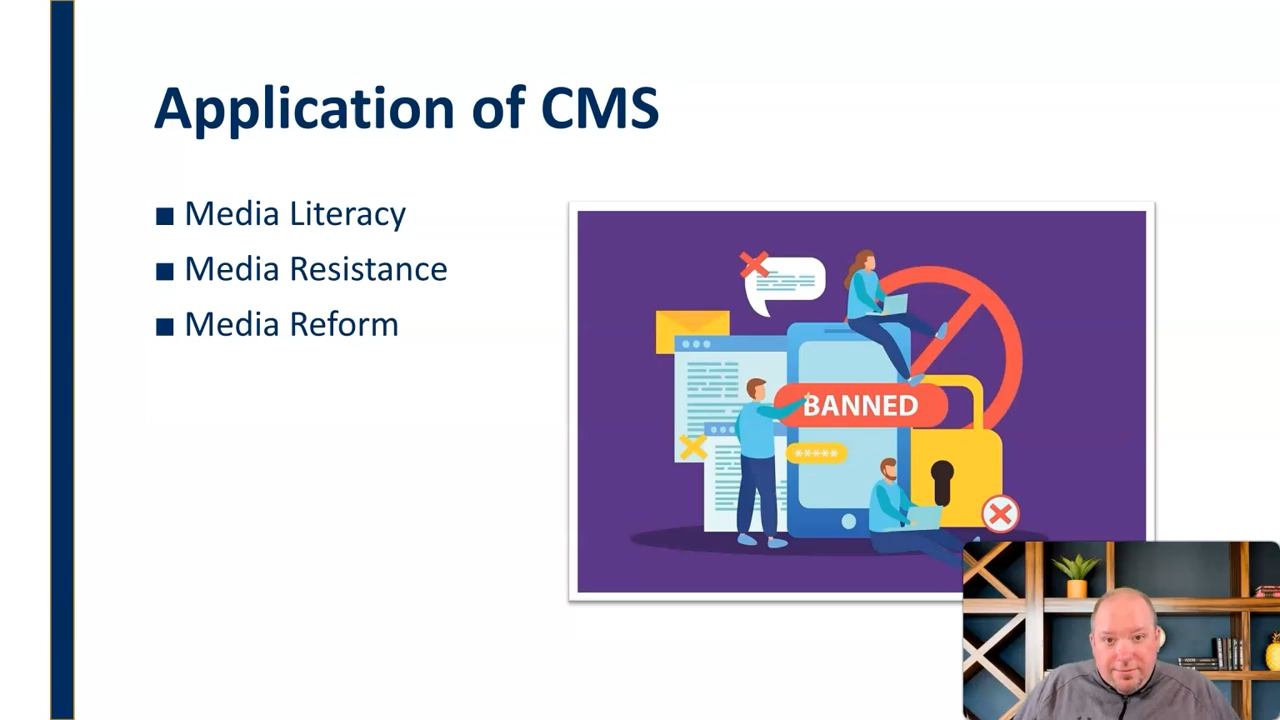 Application of CMS
■ Media Literacy
■ Media Resistance
■ Media Reform
BANNED
*****